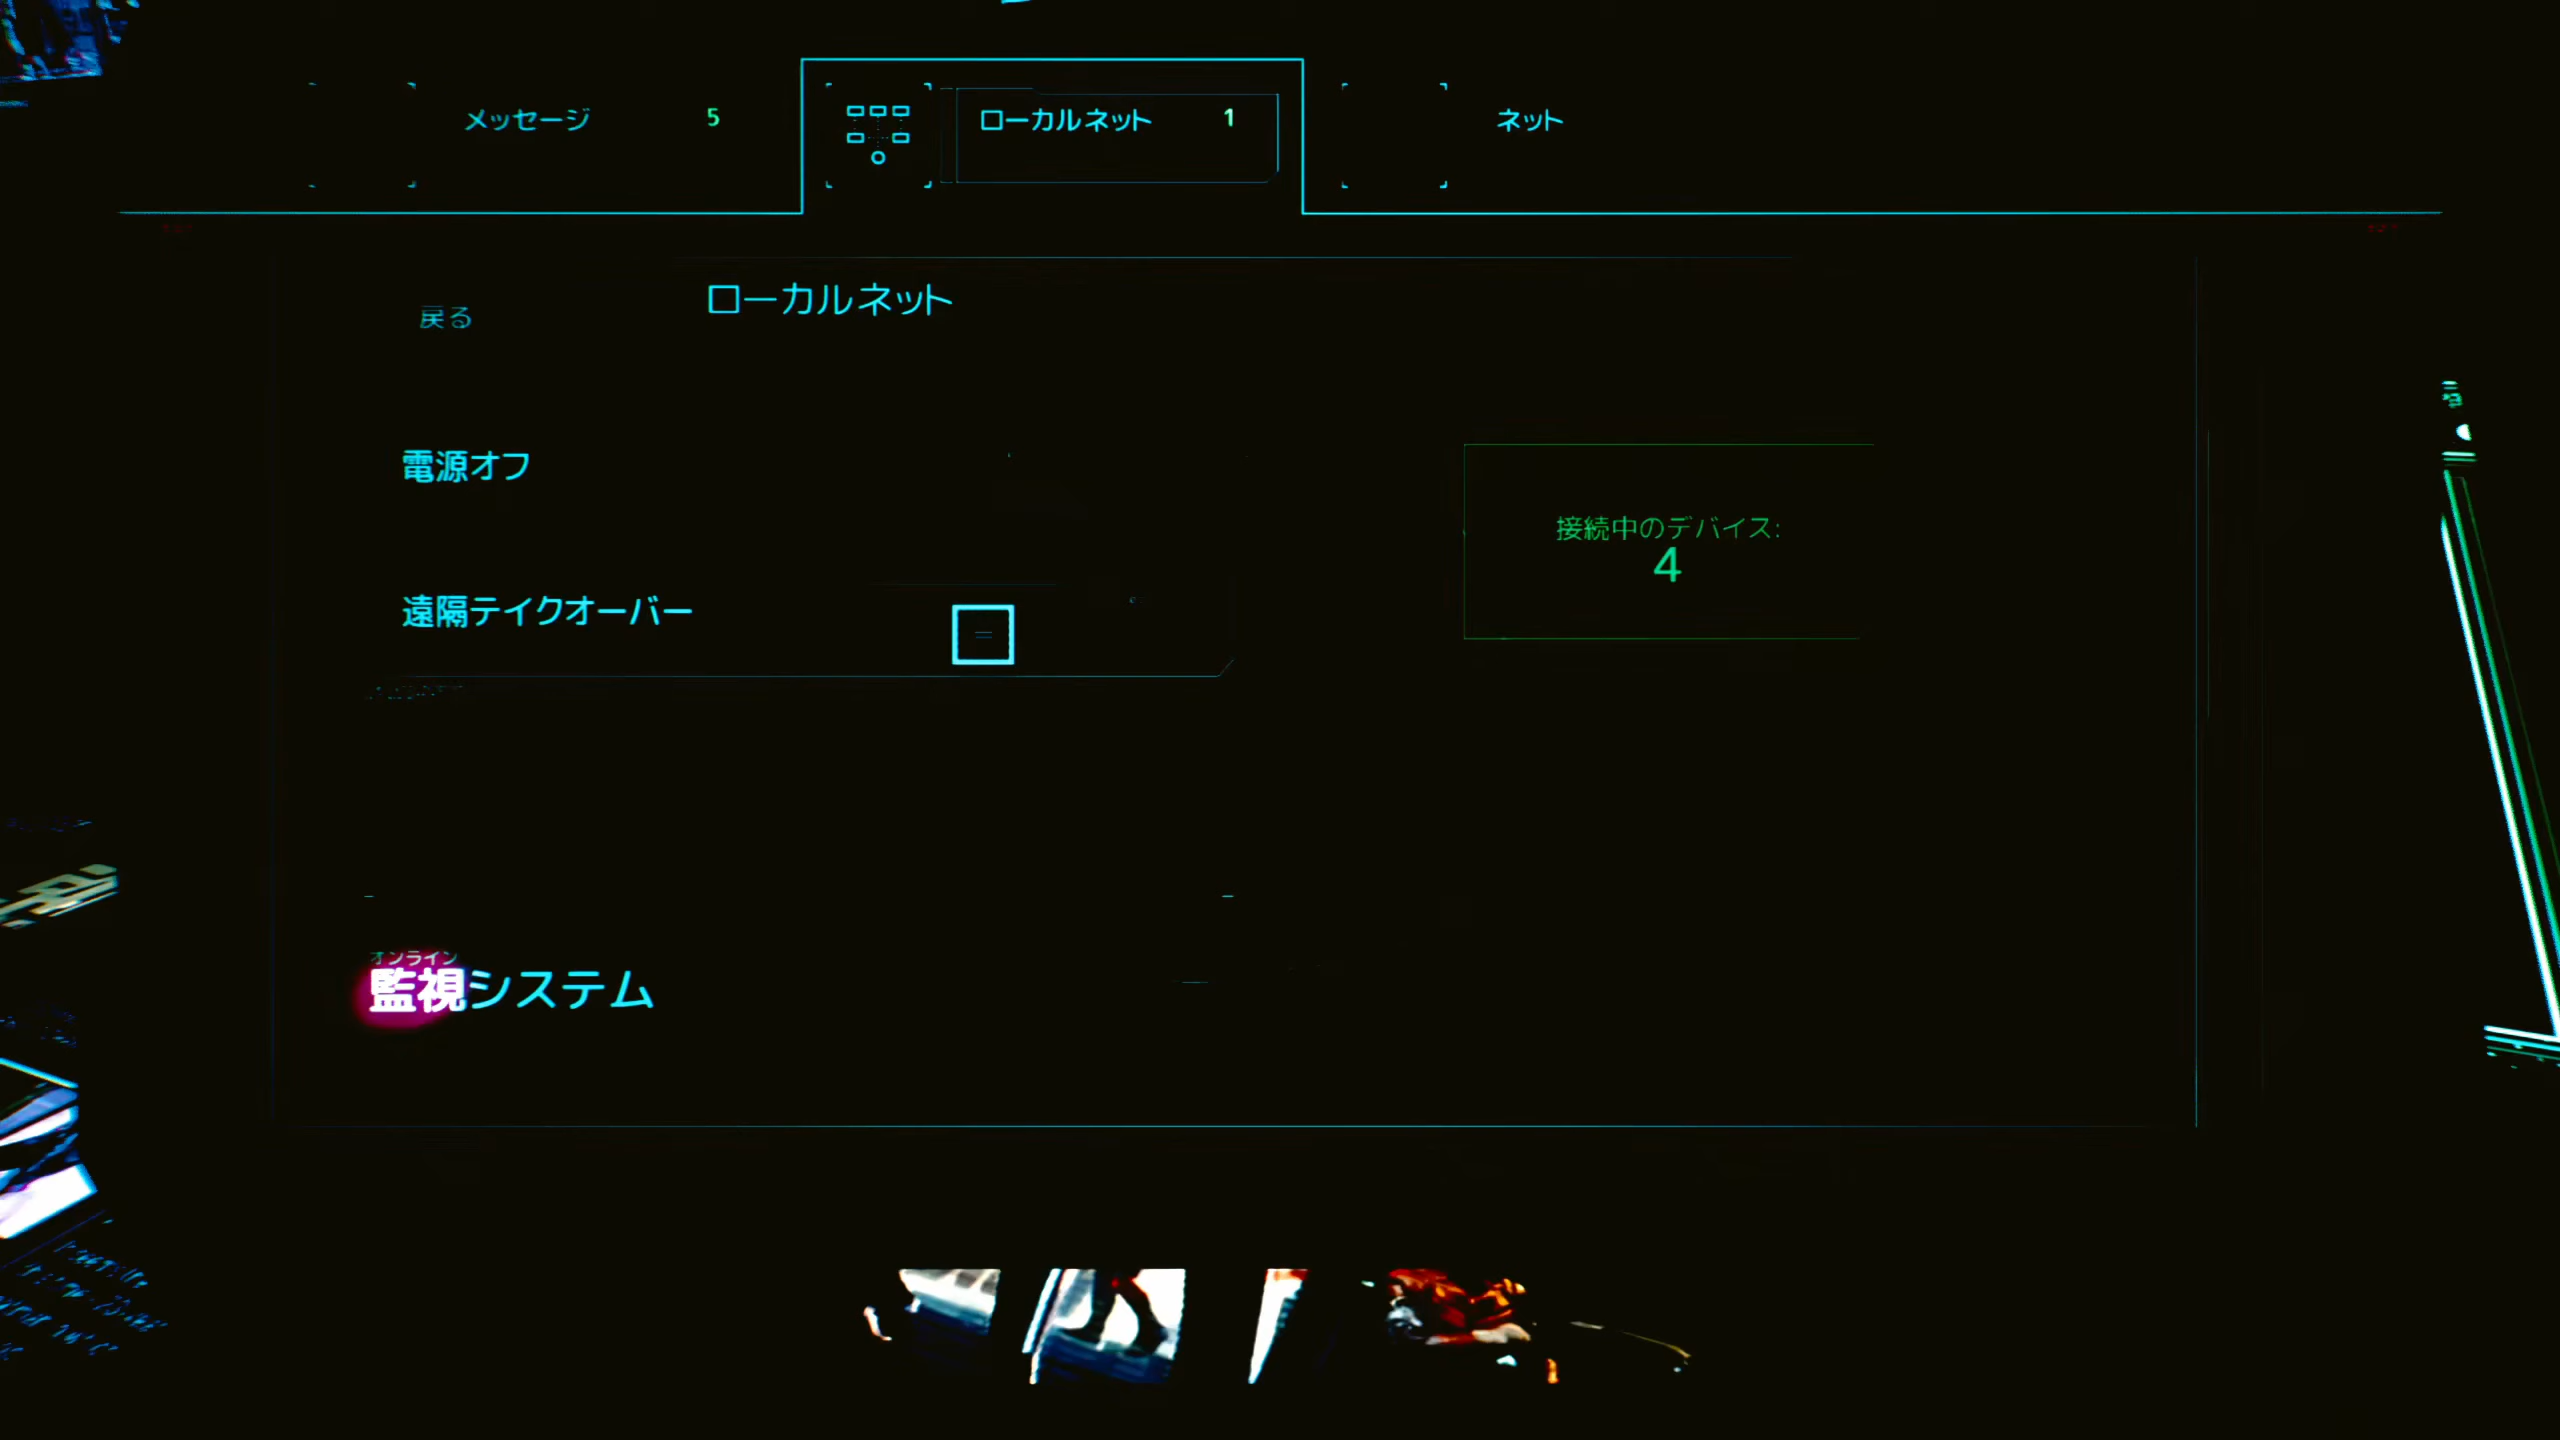 メッセージ 5
ローカルネット 1
ネット
戻る
ローカルネット
電源オフ
接続中のデバイス:
4
遠隔テイクオーバー
オンライン
監視システム